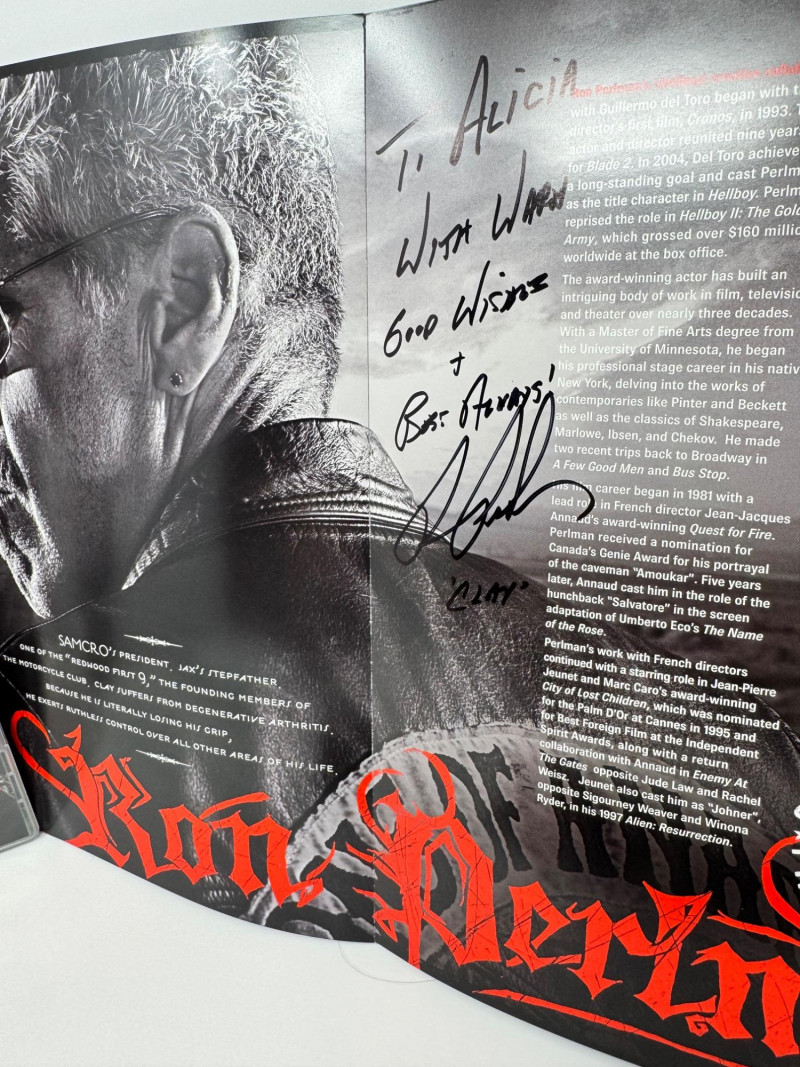 To Alicia
With Warm
Good Wishes
+
Best Always!
"Clay"
SAMCRO'S PRESIDENT, JAX'S STEPFATHER,
ONE OF THE "REDWOOD FIRST 9," THE FOUNDING MEMBERS OF
THE MOTORCYCLE CLUB. CLAY SUFFERS FROM DEGENERATIVE ARTHRITIS.
BECAUSE HE IS LITERALLY LOSING HIS GRIP,
HE EXERTS RUTHLESS CONTROL OVER ALL OTHER AREAS OF HIS LIFE.
Ron Perlm
Ron Perlman's
with Guillermo del Toro began with t
director's first film, Cronos, in 1993. T
actor and director reunited nine year
for Blade 2. In 2004, Del Toro achieve
a long-standing goal and cast Perlm
as the title character in Hellboy. Perlm
reprised the role in Hellboy II: The Gold
Army, which grossed over $160 millio
worldwide at the box office.
The award-winning actor has built an
intriguing body of work in film, televisio
and theater over nearly three decades.
With a Master of Fine Arts degree from
the University of Minnesota, he began
his professional stage career in his nativ
New York, delving into the works of
contemporaries like Pinter and Beckett
as well as the classics of Shakespeare,
Marlowe, Ibsen, and Chekov. He made
two recent trips back to Broadway in
A Few Good Men and Bus Stop.
His film career began in 1981 with a
lead role in French director Jean-Jacques
Annaud's award-winning Quest for Fire.
Perlman received a nomination for
Canada's Genie Award for his portrayal
of the caveman "Amoukar". Five years
later, Annaud cast him in the role of the
hunchback "Salvatore" in the screen
adaptation of Umberto Eco's The Name
of the Rose.
Perlman's work with French directors
continued with a starring role in Jean-Pierre
Jeunet and Marc Caro's award-winning
City of Lost Children, which was nominated
for the Palm D'Or at Cannes in 1995 and
for Best Foreign Film at the Independent
Spirit Awards, along with a return
collaboration with Annaud in Enemy At
The Gates opposite Jude Law and Rachel
Weisz. Jeunet also cast him as "Johner",
opposite Sigourney Weaver and Winona
Ryder, in his 1997 Alien: Resurrection.